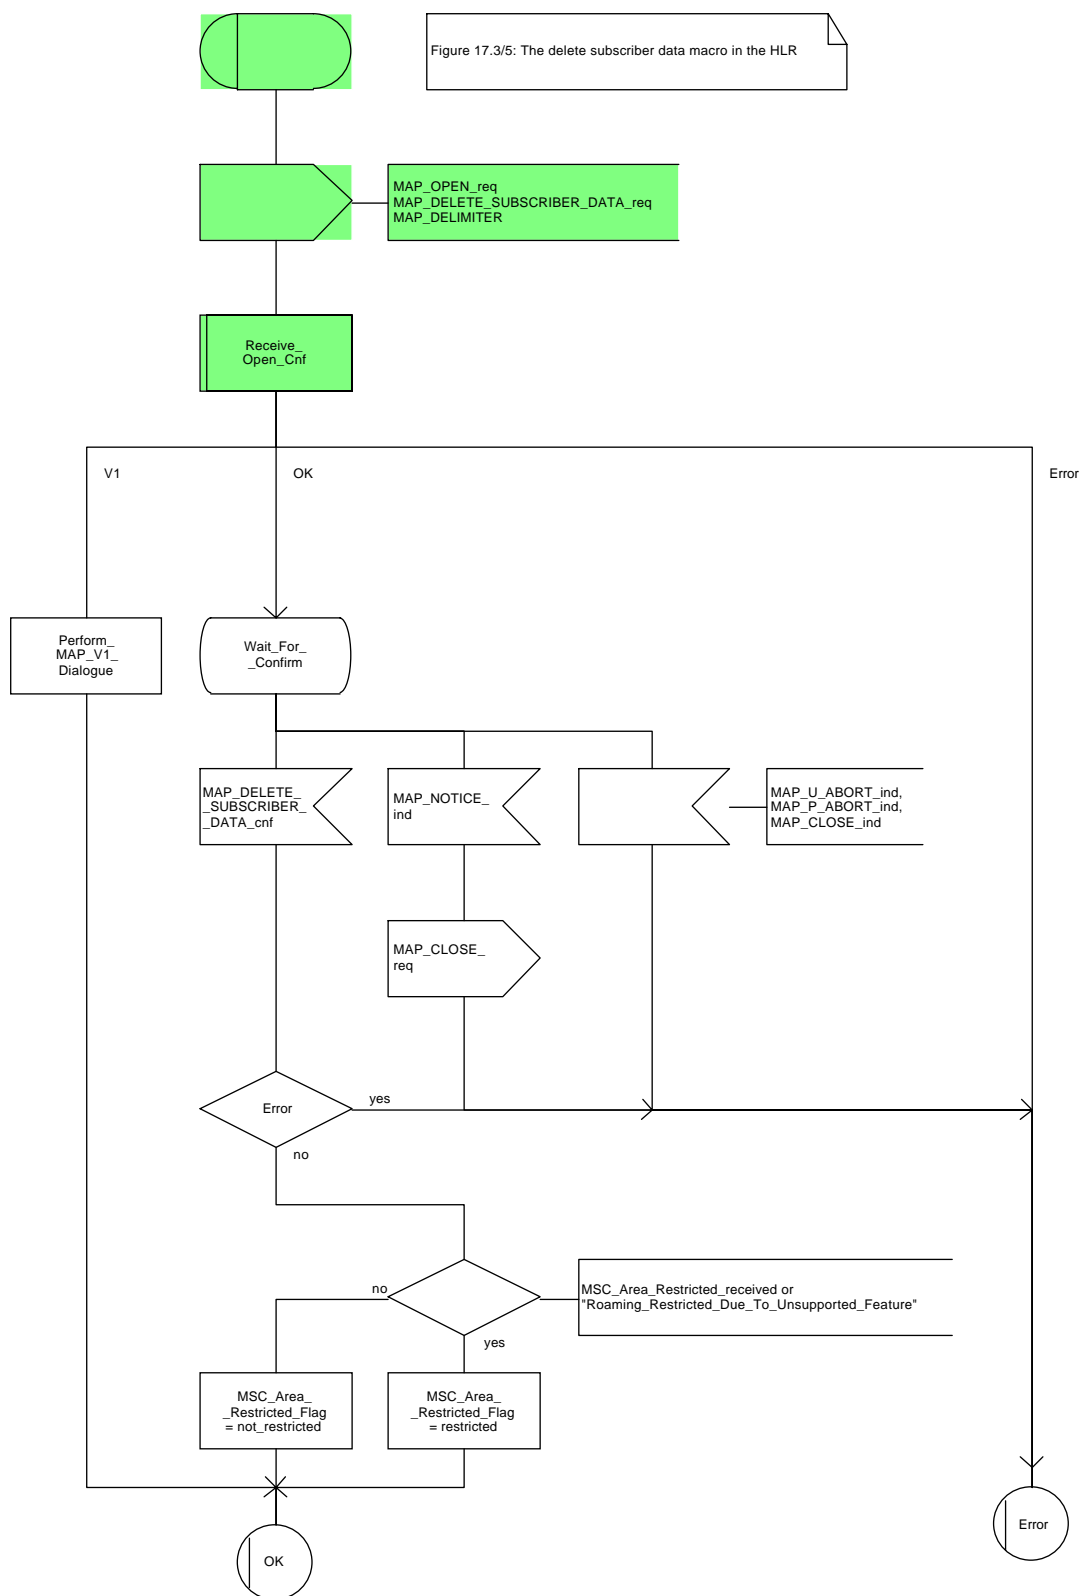 Figure 17.3/5: The delete subscriber data macro in the HLR
MAP_OPEN_req
MAP_DELETE_SUBSCRIBER_DATA_req
MAP_DELIMITER
Receive_
Open_Cnf
V1
OK
Error
Perform_
MAP_V1_
Dialogue
Wait_For_
_Confirm
MAP_DELETE_
_SUBSCRIBER_
_DATA_cnf
MAP_NOTICE_
ind
MAP_U_ABORT_ind,
MAP_P_ABORT_ind,
MAP_CLOSE_ind
MAP_CLOSE_
req
Error
yes
no
MSC_Area_Restricted_received or
"Roaming_Restricted_Due_To_Unsupported_Feature"
no
yes
MSC_Area_
_Restricted_Flag
= not_restricted
MSC_Area_
_Restricted_Flag
= restricted
Error
OK